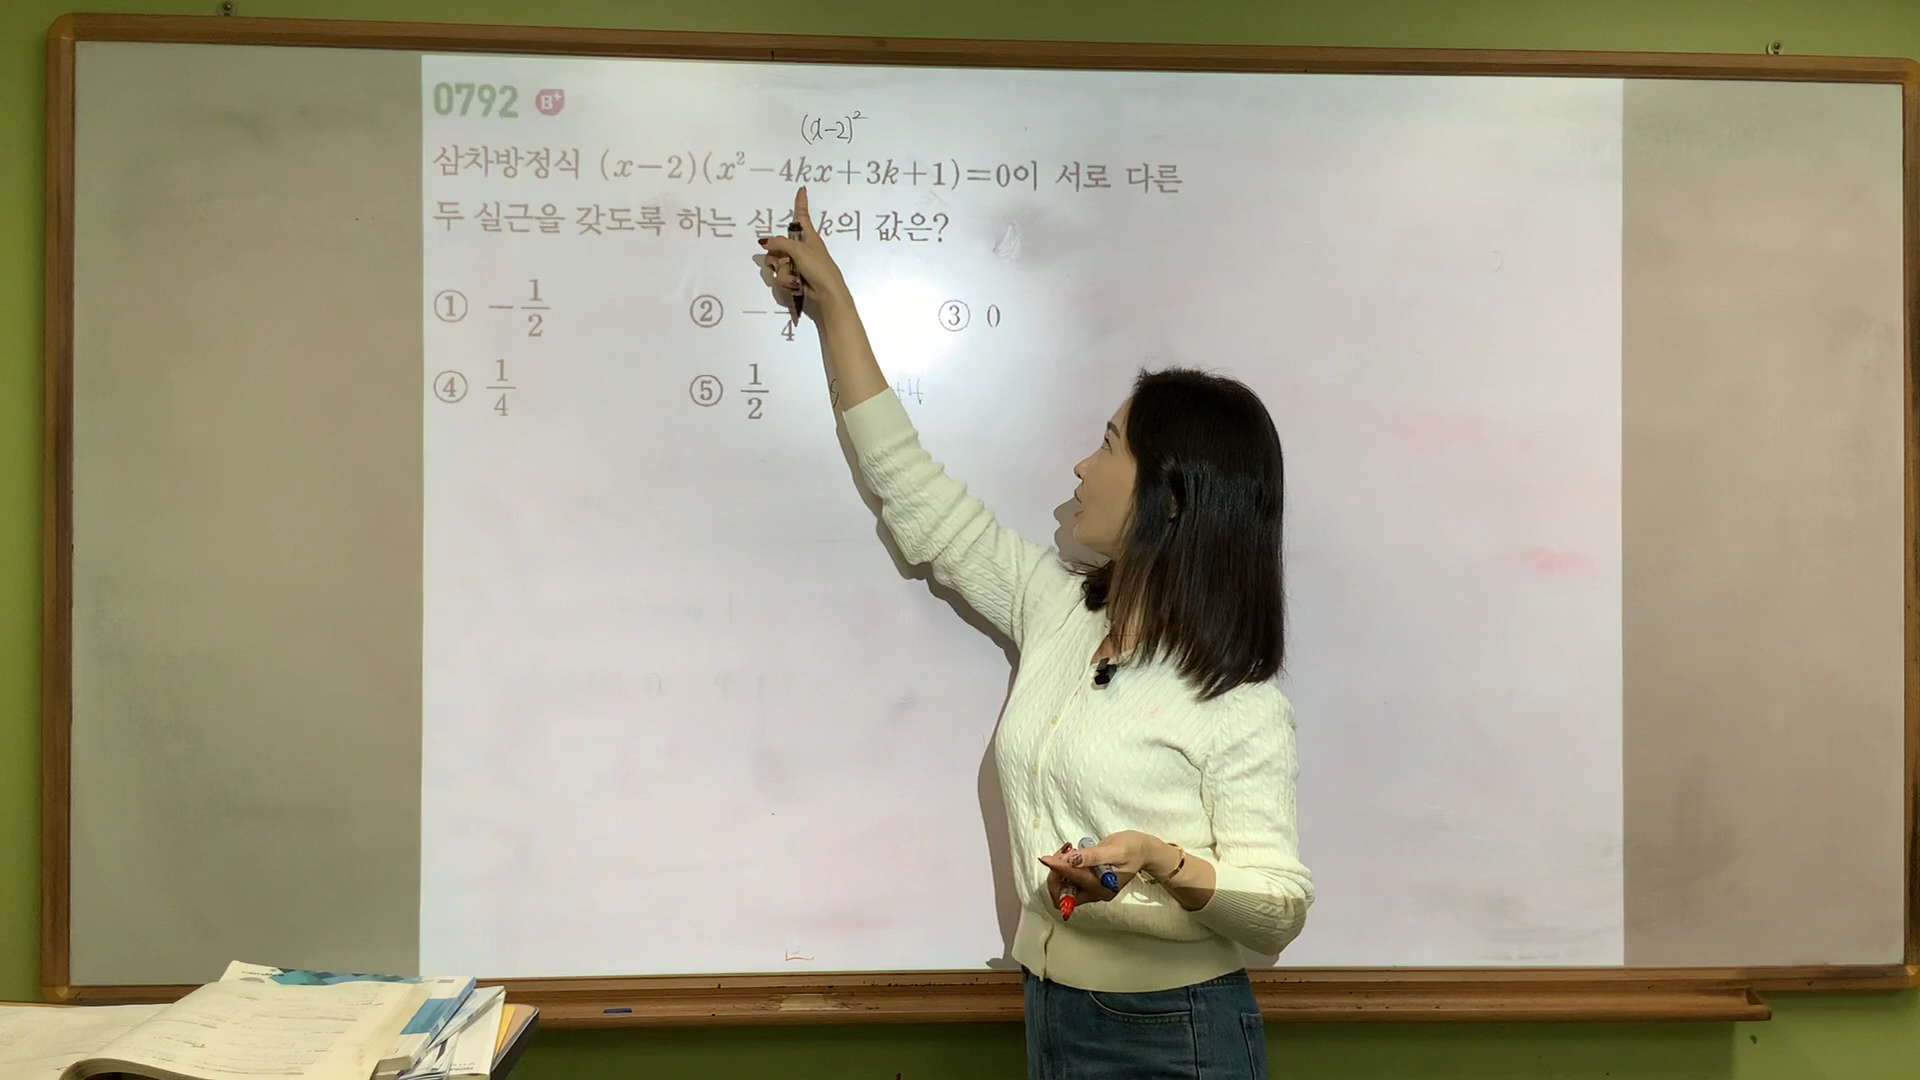 0792 B+
(x-2)²
삼차방정식 (x-2)(x²-4kx+3k+1)=0이 서로 다른
두 실근을 갖도록 하는 실수 k의 값은?
① -1/2 ② - /4 ③ 0
④ 1/4 ⑤ 1/2
+4